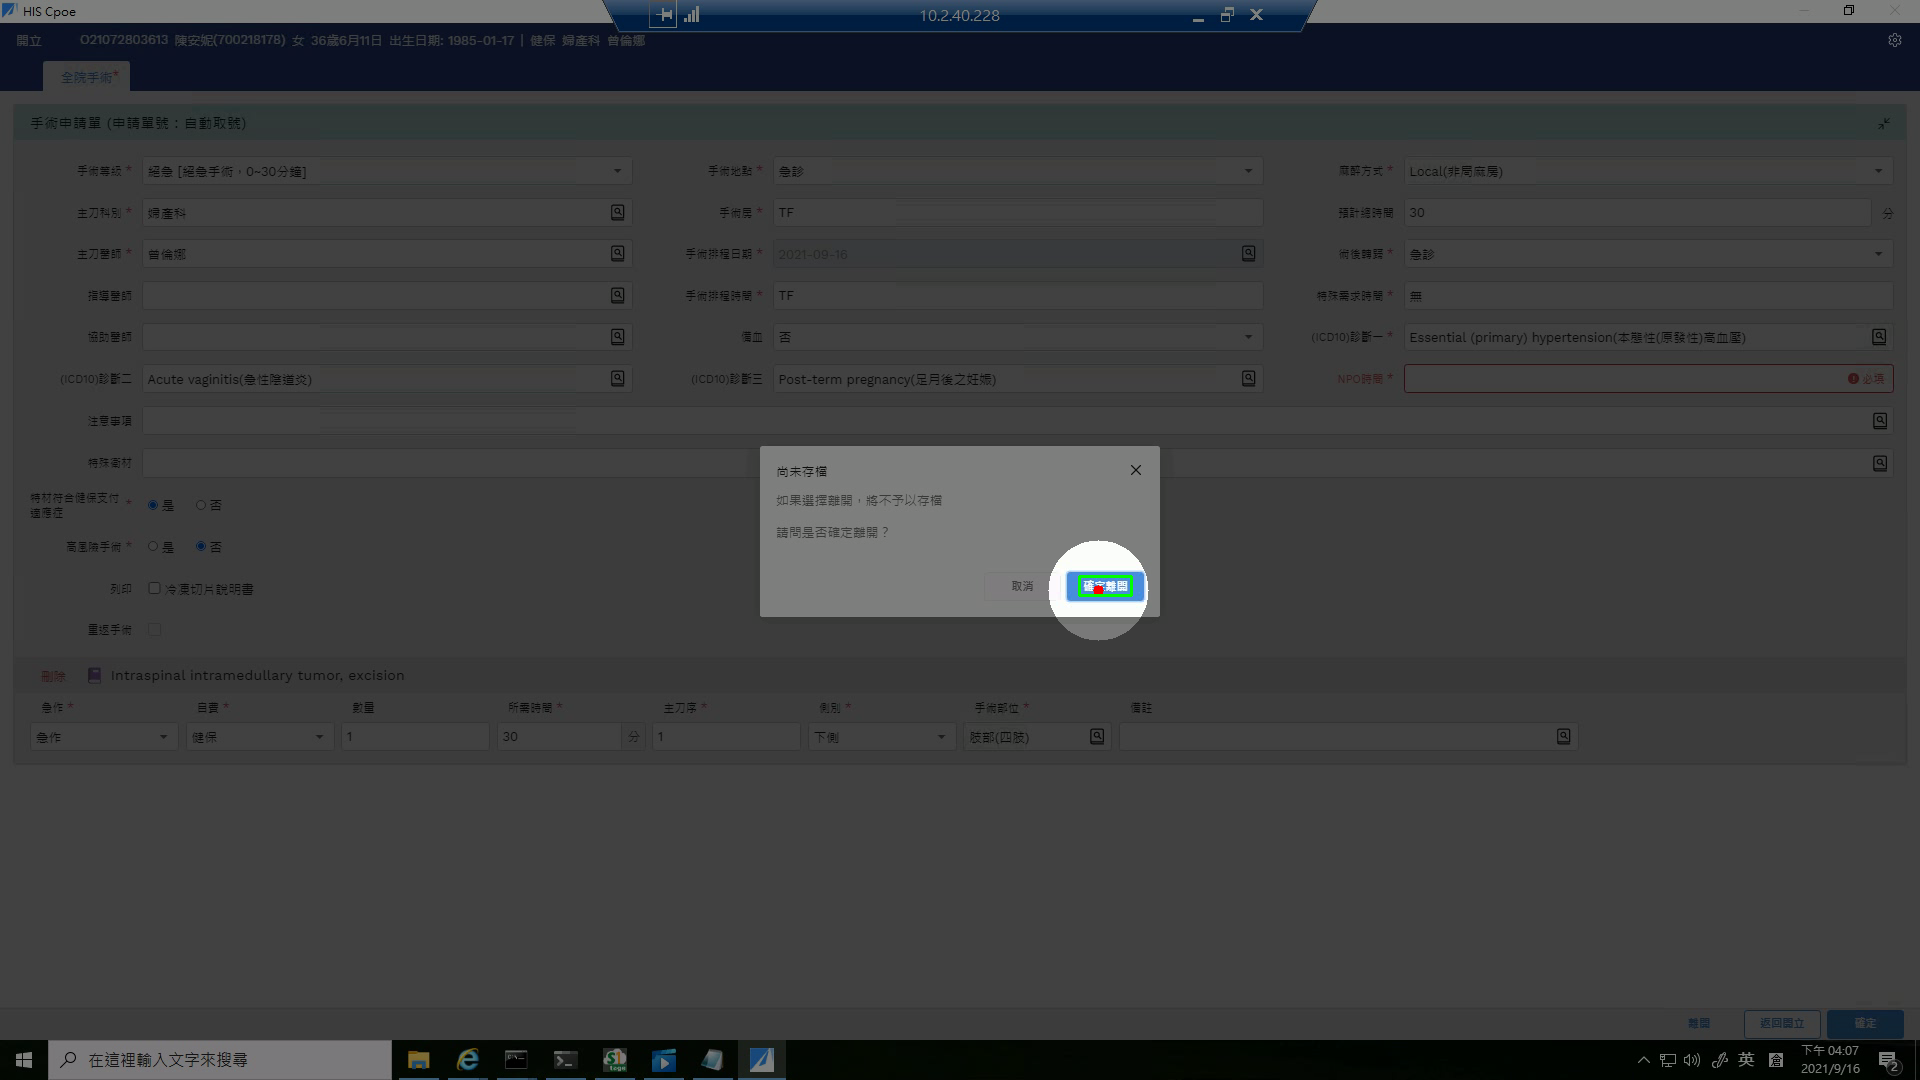 HIS Cpoe
10.2.40.228
開立 O21072803613 陳安妮(700218178) 女 36歲6月11日 出生日期: 1985-01-17 | 健保 婦產科 曾倫娜
全院手術*
手術申請單 (申請單號：自動取號)
手術等級 * 絕急 [絕急手術，0~30分鐘] 手術地點 * 急診 麻醉方式 * Local(非局麻房)
主刀科別 * 婦產科 手術房 * TF 預計總時間 30 分
主刀醫師 * 曾倫娜 手術排程日期 * 2021-09-16 術後轉歸 * 急診
指導醫師 手術排程時間 * TF 特殊需求時間 * 無
協助醫師 備血 否 (ICD10)診斷一 * Essential (primary) hypertension(本態性(原發性)高血壓)
(ICD10)診斷二 Acute vaginitis(急性陰道炎) (ICD10)診斷三 Post-term pregnancy(足月後之妊娠) NPO時間 * 必填
注意事項
特殊衛材
特材符合健保支付適應症 * 是 否
高風險手術 * 是 否
列印 冷凍切片說明書
重返手術
尚未存檔
如果選擇離開，將不予以存檔
請問是否確定離開？
取消 確定離開
刪除 Intraspinal intramedullary tumor, excision
急作 * 自費 * 數量 所需時間 * 主刀序 * 側別 * 手術部位 * 備註
急作 健保 1 30 分 1 下側 肢部(四肢)
離開 返回開立 確定
在這裡輸入文字來搜尋
英
下午 04:07
2021/9/16
2